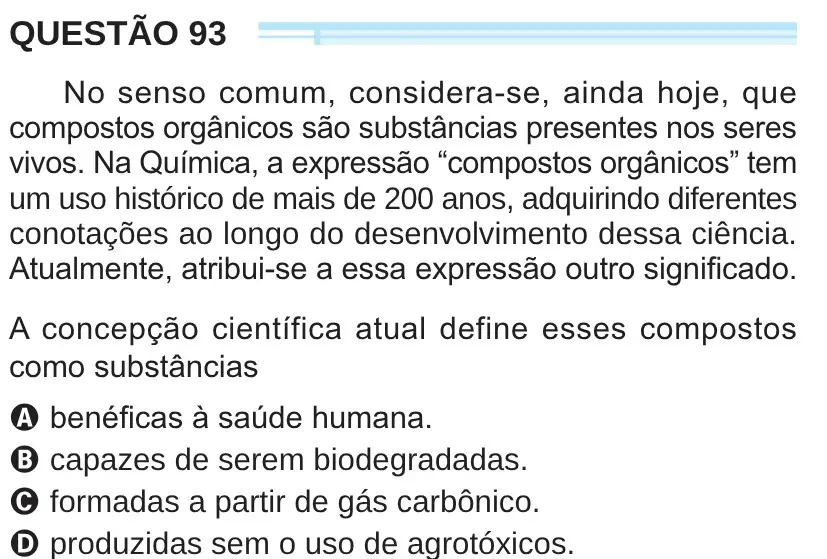 QUESTÃO 93
No senso comum, considera-se, ainda hoje, que
compostos orgânicos são substâncias presentes nos seres
vivos. Na Química, a expressão “compostos orgânicos” tem
um uso histórico de mais de 200 anos, adquirindo diferentes
conotações ao longo do desenvolvimento dessa ciência.
Atualmente, atribui-se a essa expressão outro significado.
A concepção científica atual define esses compostos
como substâncias
A benéficas à saúde humana.
B capazes de serem biodegradadas.
C formadas a partir de gás carbônico.
D produzidas sem o uso de agrotóxicos.